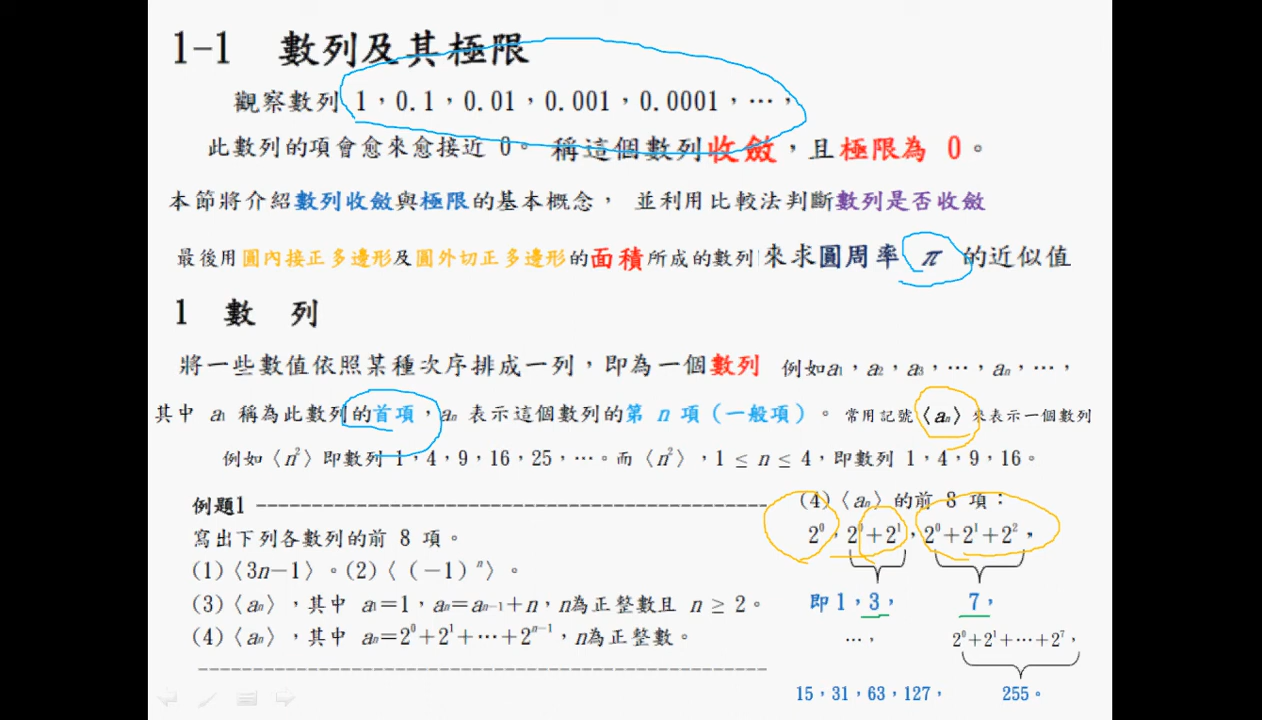 1-1 數列及其極限
觀察數列 1，0.1，0.01，0.001，0.0001，⋯，
此數列的項會愈來愈接近 0。 稱這個數列收斂，且極限為 0。
本節將介紹數列收斂與極限的基本概念， 並利用比較法判斷數列是否收斂
最後用圓內接正多邊形及圓外切正多邊形的面積所成的數列 來求圓周率 π 的近似值
1 數 列
將一些數值依照某種次序排成一列，即為一個數列 例如a₁，a₂，a₃，⋯，aₙ，⋯，
其中 a₁ 稱為此數列的首項，aₙ 表示這個數列的第 n 項（一般項）。 常用記號〈aₙ〉來表示一個數列
例如〈n²〉即數列 1，4，9，16，25，⋯。而〈n²〉，1 ≤ n ≤ 4，即數列 1，4，9，16。
例題1
寫出下列各數列的前 8 項。
(1)〈3n−1〉。(2)〈（−1）ⁿ〉。
(3)〈aₙ〉，其中 a₁=1，aₙ=aₙ₋₁+n，n為正整數且 n ≥ 2。
(4)〈aₙ〉，其中 aₙ=2⁰+2¹+⋯+2ⁿ⁻¹，n為正整數。
(4)〈aₙ〉的前 8 項：
2⁰，2⁰+2¹，2⁰+2¹+2²，
即 1，3， 7，
⋯， 2⁰+2¹+⋯+2⁷，
15，31，63，127， 255。